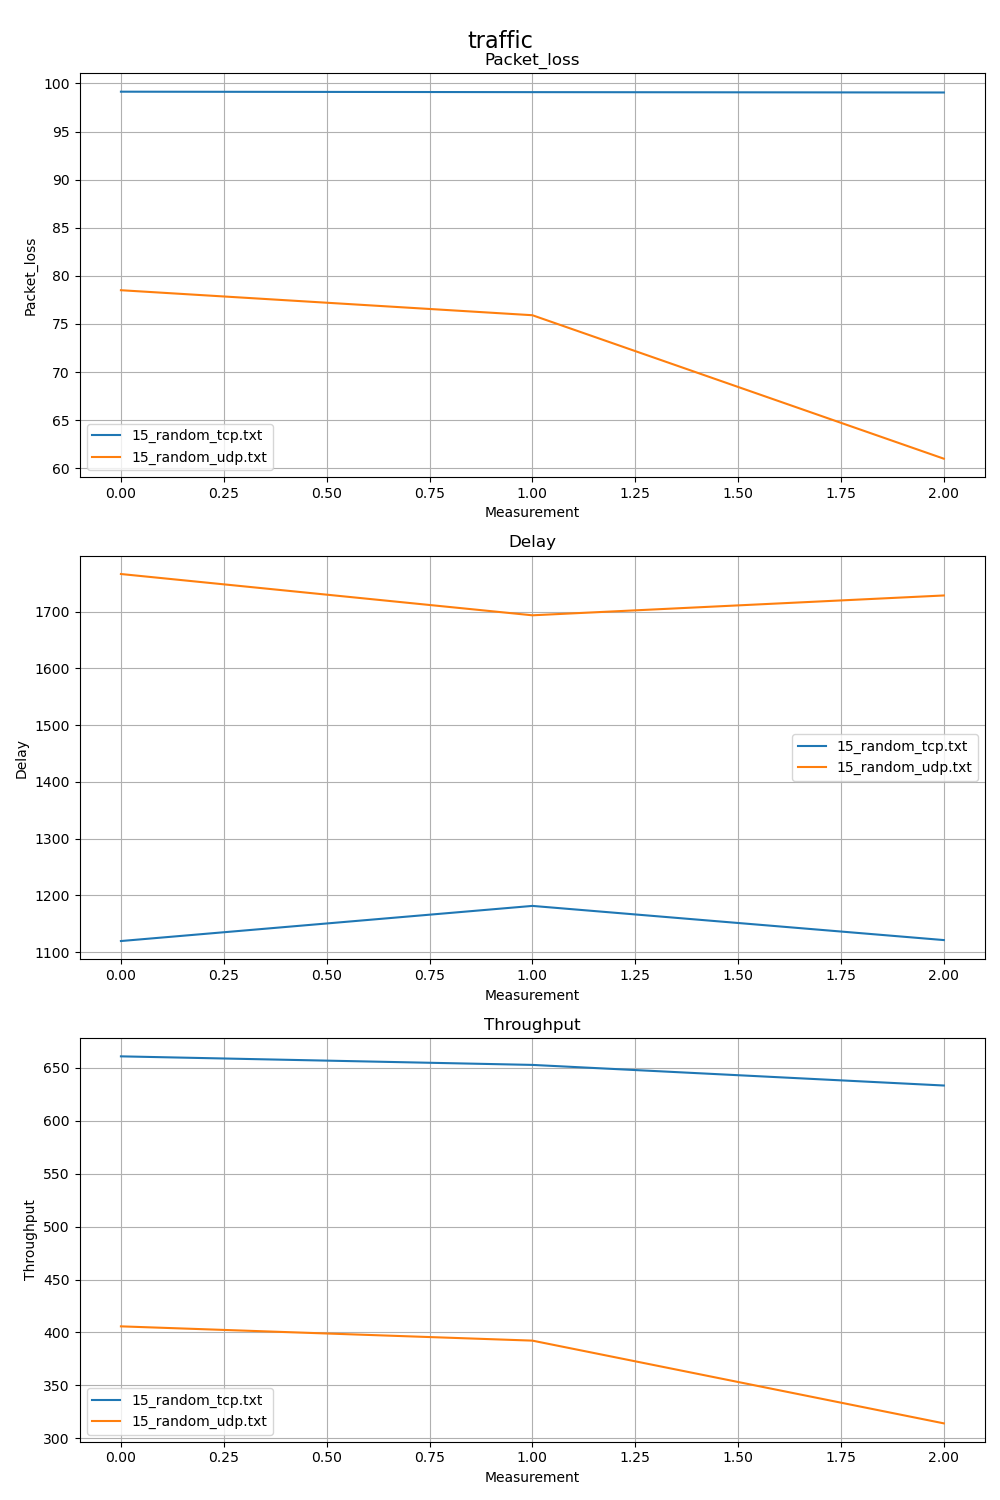 traffic
Packet_loss
100
95
90
85
80
75
70
65
60
Packet_loss
15_random_tcp.txt
15_random_udp.txt
0.00 0.25 0.50 0.75 1.00 1.25 1.50 1.75 2.00
Measurement
Delay
1700
1600
1500
1400
1300
1200
1100
Delay
15_random_tcp.txt
15_random_udp.txt
0.00 0.25 0.50 0.75 1.00 1.25 1.50 1.75 2.00
Measurement
Throughput
650
600
550
500
450
400
350
300
Throughput
15_random_tcp.txt
15_random_udp.txt
0.00 0.25 0.50 0.75 1.00 1.25 1.50 1.75 2.00
Measurement